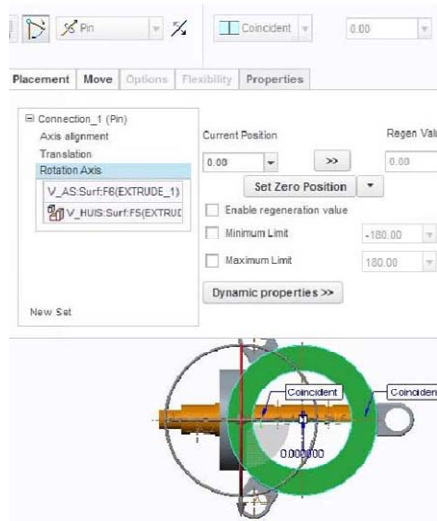 Pin
Coincident
0.00
Placement Move Options Flexibility Properties
Connection_1 (Pin)
Axis alignment
Translation
Rotation Axis
V_AS:Surf:F6(EXTRUDE_1)
V_HUIS:Surf:F5(EXTRUD
New Set
Current Position Regen Valu
0.00 >> 0.00
Set Zero Position
Enable regeneration value
Minimum Limit -180.00
Maximum Limit 180.00
Dynamic properties >>
Coincident Coinciden
0.000000